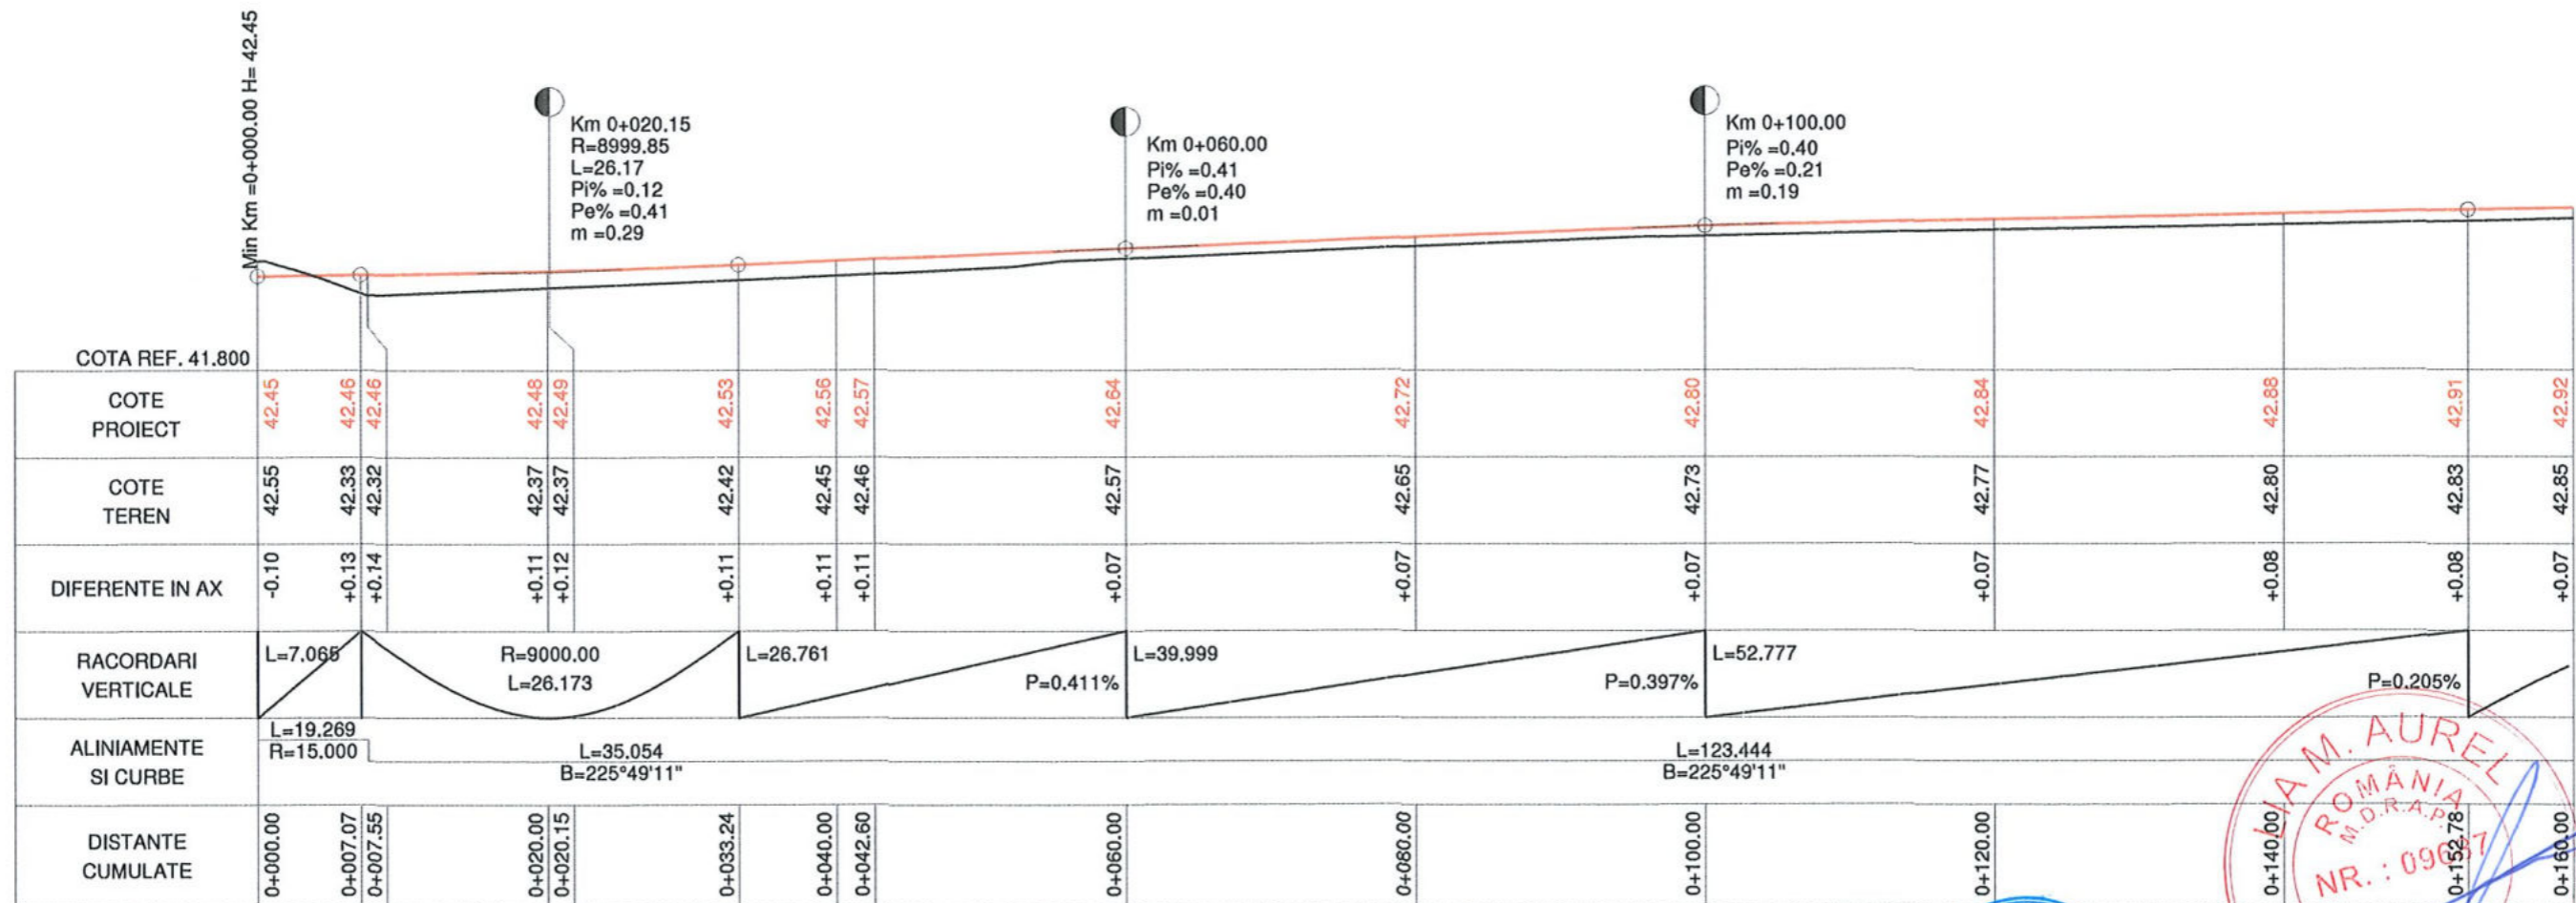 Min Km =0+000.00 H= 42.45
Km 0+020.15
R=8999.85
L=26.17
Pi% =0.12
Pe% =0.41
m =0.29
Km 0+060.00
Pi% =0.41
Pe% =0.40
m =0.01
Km 0+100.00
Pi% =0.40
Pe% =0.21
m =0.19
COTA REF. 41.800
COTE
PROIECT
42.45 42.46 42.46 42.48 42.49 42.53 42.56 42.57 42.64 42.72 42.80 42.84 42.88 42.91 42.92
COTE
TEREN
42.55 42.33 42.32 42.37 42.37 42.42 42.45 42.46 42.57 42.65 42.73 42.77 42.80 42.83 42.85
DIFERENTE IN AX
-0.10 +0.13 +0.14 +0.11 +0.12 +0.11 +0.11 +0.11 +0.07 +0.07 +0.07 +0.07 +0.08 +0.08 +0.07
RACORDARI
VERTICALE
L=7.065
R=9000.00
L=26.173
L=26.761
P=0.411%
L=39.999
P=0.397%
L=52.777
P=0.205%
ALINIAMENTE
SI CURBE
L=19.269
R=15.000
L=35.054
B=225°49'11"
L=123.444
B=225°49'11"
DISTANTE
CUMULATE
0+000.00 0+007.07 0+007.55 0+020.00 0+020.15 0+033.24 0+040.00 0+042.60 0+060.00 0+080.00 0+100.00 0+120.00 0+140.00 0+152.78 0+160.00
LIA M. AUREL
ROMÂNIA
M.D.R.A.P.
NR. : 09637